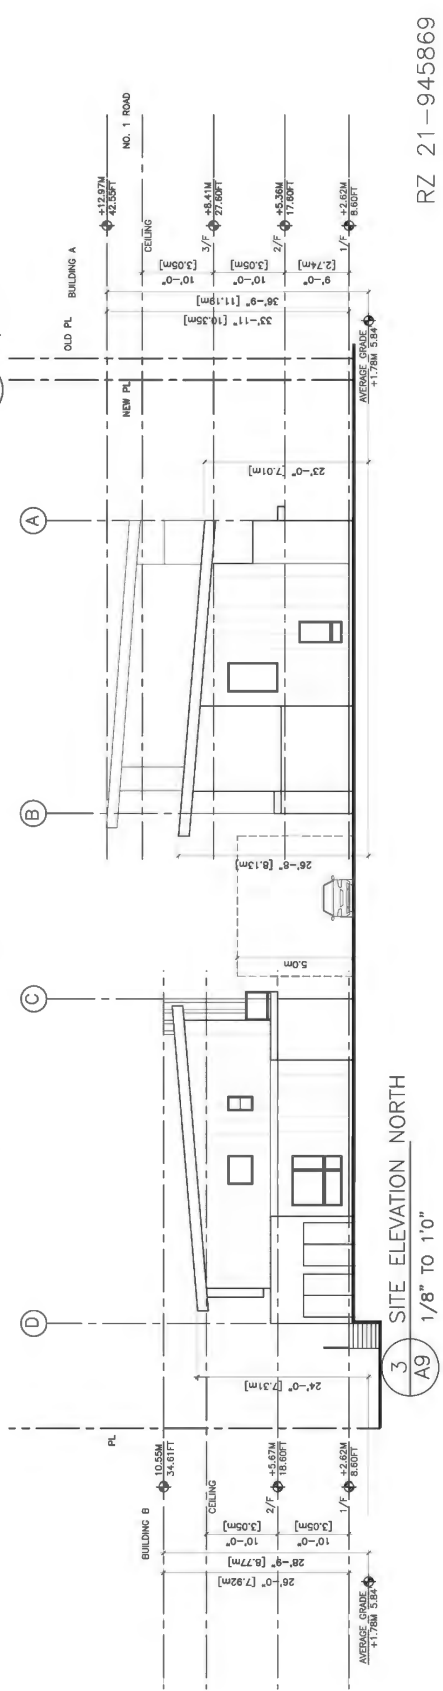 RZ 21-945869
NO. 1 ROAD
OLD PL
NEW PL
BUILDING A
+12.97M
42.55FT
CEILING
3/F
+8.41M
27.60FT
2/F
+5.36M
17.60FT
1/F
+2.62M
8.60FT
10'-0"
[3.05m]
10'-0"
[3.05m]
9'-0"
[2.74m]
36'-9" [11.19m]
33'-11" [10.35m]
AVERAGE GRADE
+1.78M 5.84'
23'-0" [7.01m]
A
B
26'-8" [8.13m]
5.0m
C
D
24'-0" [7.31m]
PL
BUILDING B
10.55M
34.61FT
CEILING
2/F
+5.67M
18.60FT
1/F
+2.62M
8.60FT
10'-0"
[3.05m]
10'-0"
[3.05m]
28'-9" [8.77m]
26'-0" [7.92m]
AVERAGE GRADE
+1.78M 5.84'
3
A9
SITE ELEVATION NORTH
1/8" TO 1'0"